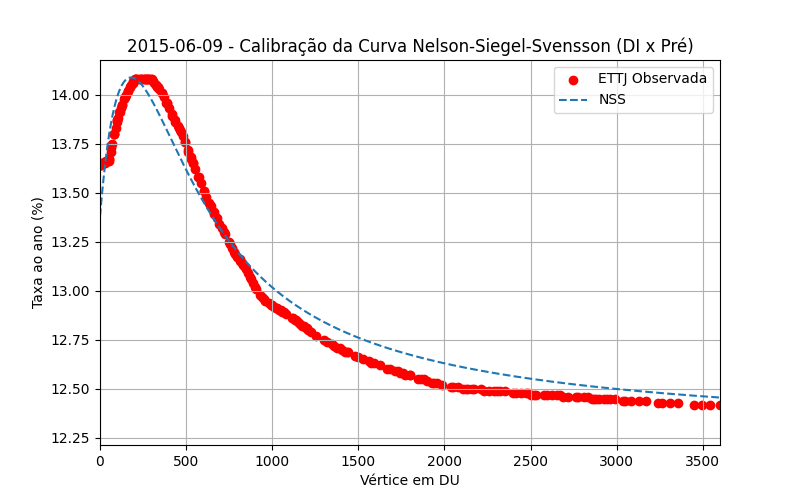 2015-06-09 - Calibração da Curva Nelson-Siegel-Svensson (DI x Pré)
ETTJ Observada
NSS
Taxa ao ano (%)
14.00
13.75
13.50
13.25
13.00
12.75
12.50
12.25
0 500 1000 1500 2000 2500 3000 3500
Vértice em DU